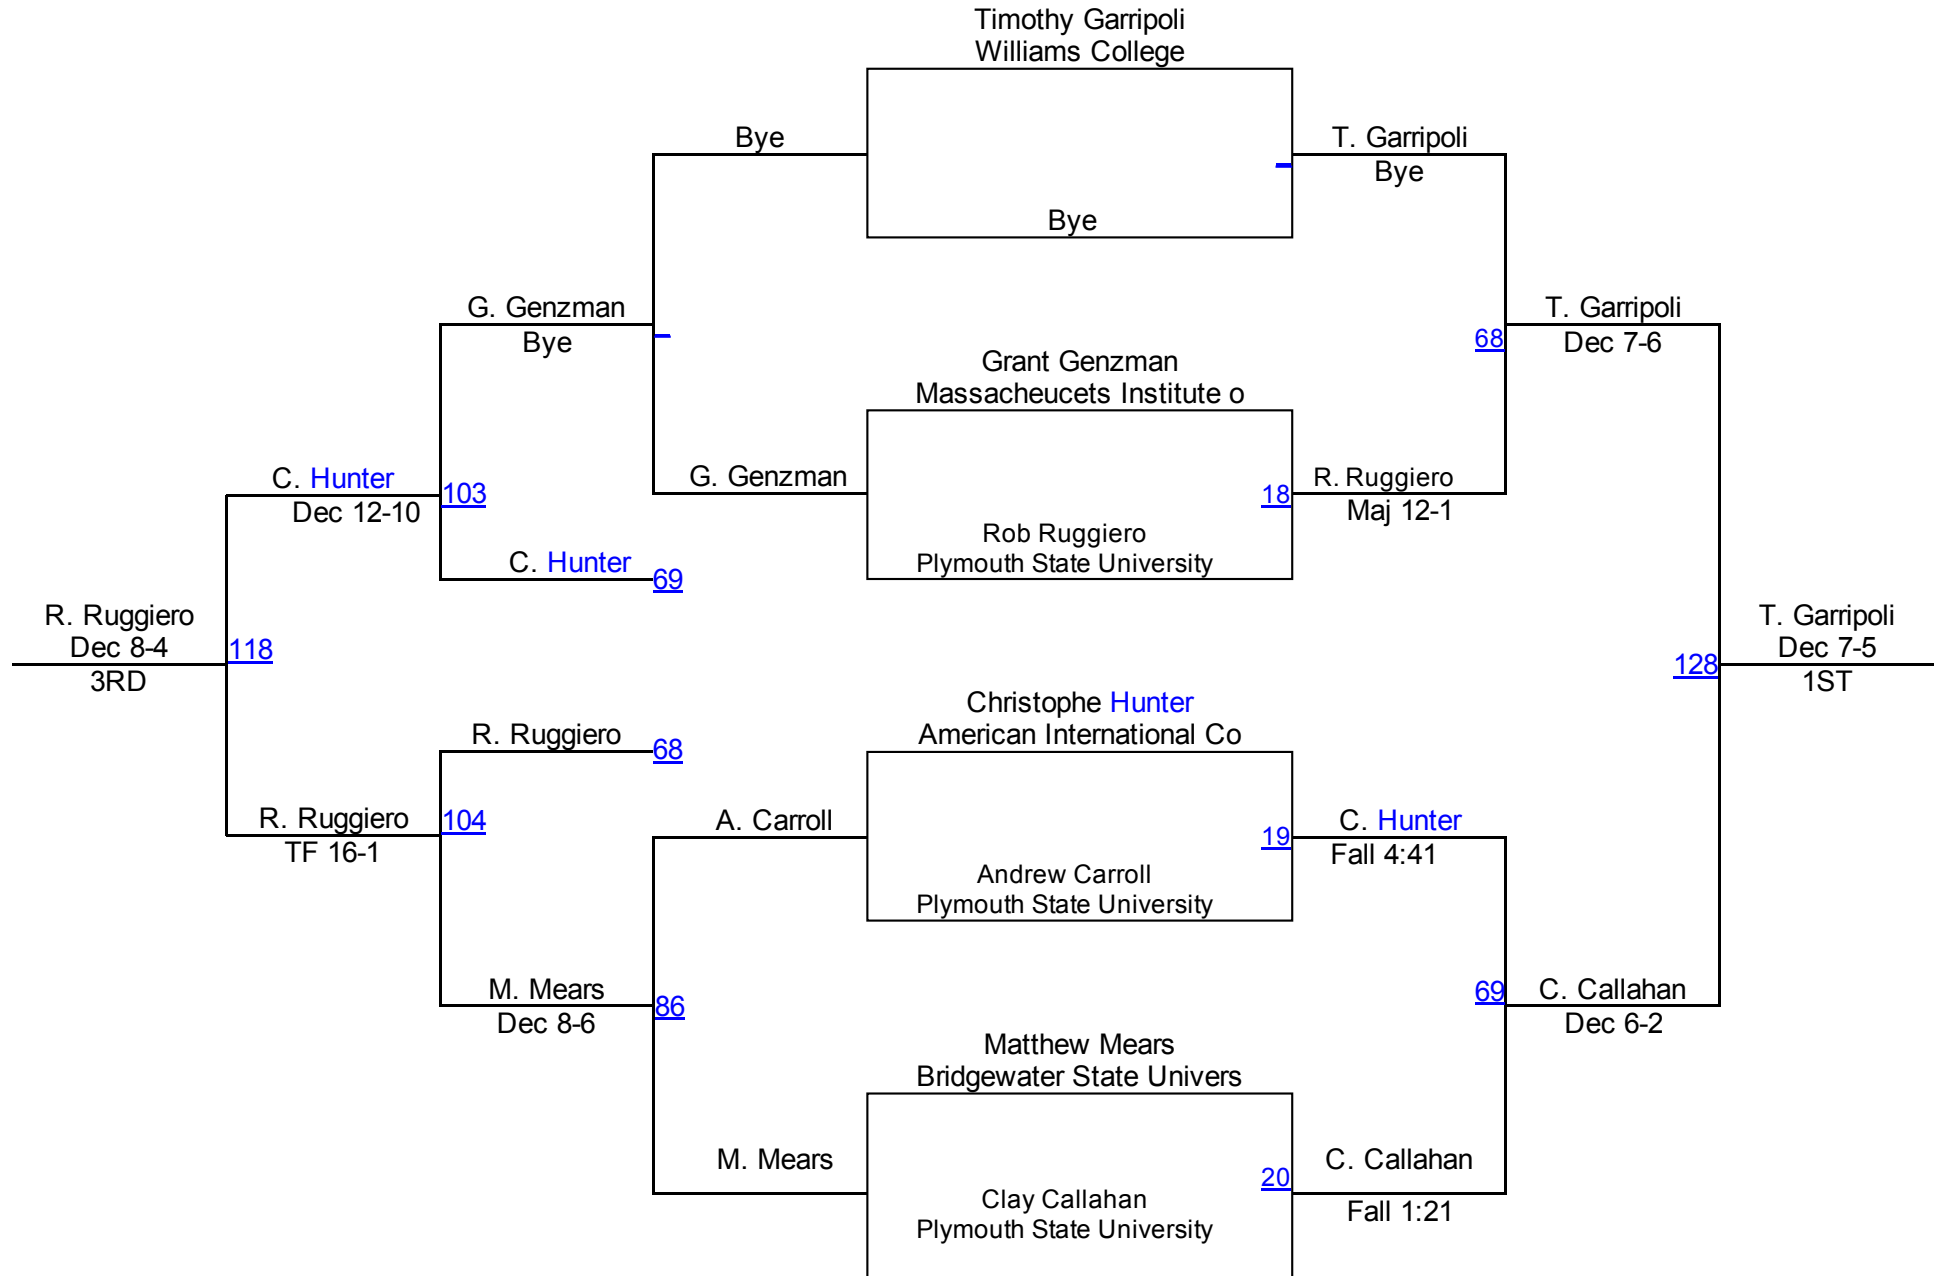 Timothy Garripoli
Williams College
Bye
T. Garripoli
Bye
Bye
G. Genzman
Bye
T. Garripoli
Dec 7-6
68
Grant Genzman
Massacheucets Institute o
C. Hunter
Dec 12-10
103
G. Genzman
18
R. Ruggiero
Maj 12-1
Rob Ruggiero
Plymouth State University
C. Hunter
69
R. Ruggiero
Dec 8-4
3RD
118
T. Garripoli
Dec 7-5
1ST
128
Christophe Hunter
American International Co
R. Ruggiero
68
R. Ruggiero
TF 16-1
104
A. Carroll
19
C. Hunter
Fall 4:41
Andrew Carroll
Plymouth State University
M. Mears
Dec 8-6
86
69
C. Callahan
Dec 6-2
Matthew Mears
Bridgewater State Univers
M. Mears
20
C. Callahan
Fall 1:21
Clay Callahan
Plymouth State University